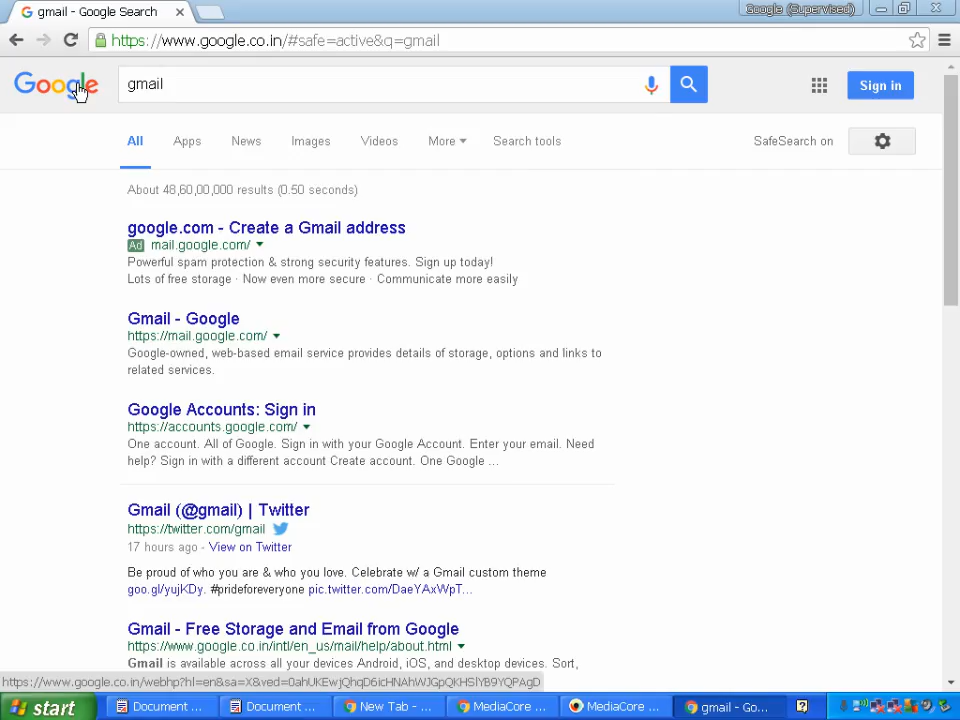 gmail - Google Search
Google (Supervised)
https://www.google.co.in/#safe=active&q=gmail
Google
gmail
Sign in
All
Apps
News
Images
Videos
More
Search tools
SafeSearch on
About 48,60,00,000 results (0.50 seconds)
google.com - Create a Gmail address
Ad mail.google.com/
Powerful spam protection & strong security features. Sign up today!
Lots of free storage · Now even more secure · Communicate more easily
Gmail - Google
https://mail.google.com/
Google-owned, web-based email service provides details of storage, options and links to
related services.
Google Accounts: Sign in
https://accounts.google.com/
One account. All of Google. Sign in with your Google Account. Enter your email. Need
help? Sign in with a different account Create account. One Google ...
Gmail (@gmail) | Twitter
https://twitter.com/gmail
17 hours ago - View on Twitter
Be proud of who you are & who you love. Celebrate w/ a Gmail custom theme
goo.gl/yujKDy. #prideforeveryone pic.twitter.com/DaeYAxWpT...
Gmail - Free Storage and Email from Google
https://www.google.co.in/intl/en_us/mail/help/about.html
Gmail is available across all your devices Android, iOS, and desktop devices. Sort,
start
Document ...
Document ...
New Tab - ...
MediaCore ...
MediaCore ...
gmail - Go...